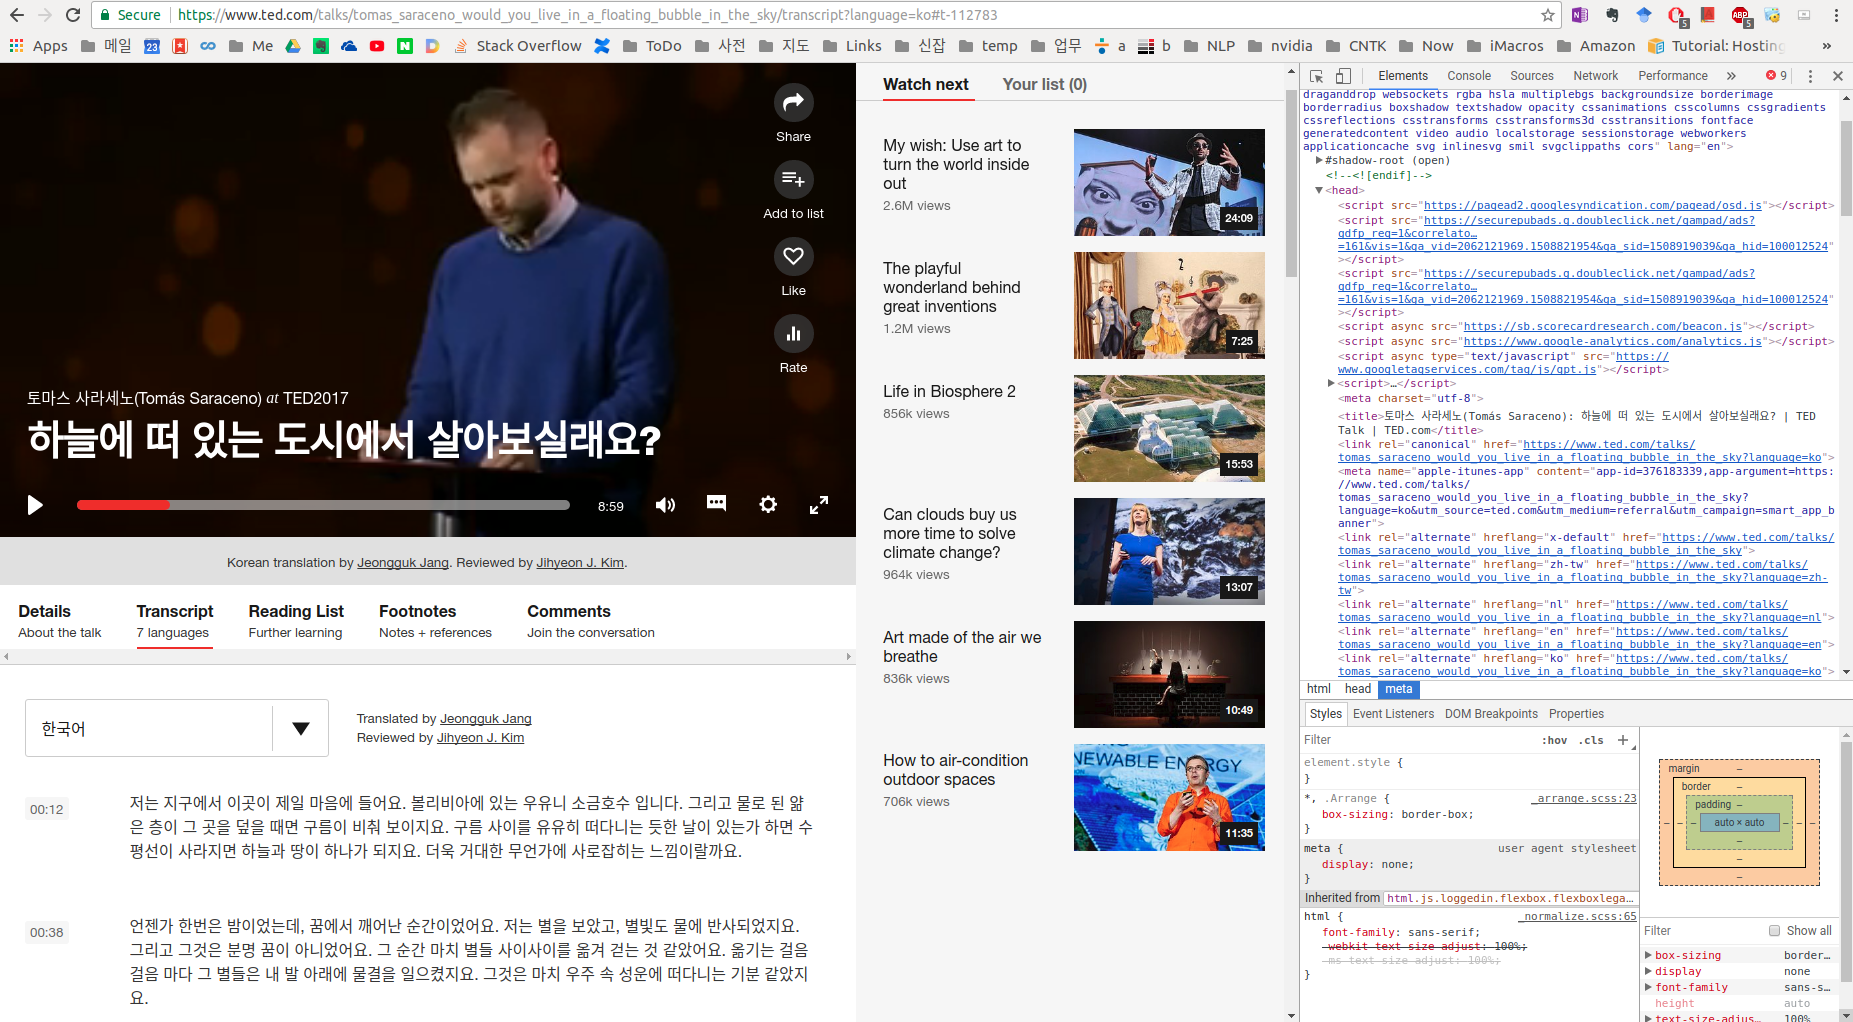 Secure
https://www.ted.com/talks/tomas_saraceno_would_you_live_in_a_floating_bubble_in_the_sky/transcript?language=ko#t-112783
Apps 메일 23 Me ToDo 사전 지도 Links 신잡 temp 업무 a b NLP nvidia CNTK Now iMacros Amazon Tutorial: Hosting »
Stack Overflow
Share
Add to list
Like
Rate
토마스 사라세노(Tomás Saraceno) at TED2017
하늘에 떠 있는 도시에서 살아보실래요?
8:59
Korean translation by Jeongguk Jang. Reviewed by Jihyeon J. Kim.
Details Transcript Reading List Footnotes Comments
About the talk 7 languages Further learning Notes + references Join the conversation
한국어
Translated by Jeongguk Jang
Reviewed by Jihyeon J. Kim
00:12
저는 지구에서 이곳이 제일 마음에 들어요. 볼리비아에 있는 우유니 소금호수 입니다. 그리고 물로 된 얇
은 층이 그 곳을 덮을 때면 구름이 비춰 보이지요. 구름 사이를 유유히 떠다니는 듯한 날이 있는가 하면 수
평선이 사라지면 하늘과 땅이 하나가 되지요. 더욱 거대한 무언가에 사로잡히는 느낌이랄까요.
00:38
언젠가 한번은 밤이었는데, 꿈에서 깨어난 순간이었어요. 저는 별을 보았고, 별빛도 물에 반사되었지요.
그리고 그것은 분명 꿈이 아니었어요. 그 순간 마치 별들 사이사이를 옮겨 걷는 것 같았어요. 옮기는 걸음
걸음 마다 그 별들은 내 발 아래에 물결을 일으켰지요. 그것은 마치 우주 속 성운에 떠다니는 기분 같았지
요.
Watch next Your list (0)
My wish: Use art to
turn the world inside
out
2.6M views
24:09
The playful
wonderland behind
great inventions
1.2M views
7:25
Life in Biosphere 2
856k views
15:53
Can clouds buy us
more time to solve
climate change?
964k views
13:07
Art made of the air we
breathe
836k views
10:49
How to air-condition
outdoor spaces
706k views
NEWABLE ENERGY
11:35
Elements Console Sources Network Performance » 9
draganddrop websockets rgba hsla multiplebgs backgroundsize borderimage
borderradius boxshadow textshadow opacity cssanimations csscolumns cssgradients
cssreflections csstransforms csstransforms3d csstransitions fontface
generatedcontent video audio localstorage sessionstorage webworkers
applicationcache svg inlinesvg smil svgclippaths cors" lang="en">
#shadow-root (open)
<!--<![endif]-->
<head>
<script src="https://pagead2.googlesyndication.com/pagead/osd.js"></script>
<script src="https://securepubads.g.doubleclick.net/gampad/ads?
gdfp_req=1&correlato…
=161&vis=1&ga_vid=2062121969.1508821954&ga_sid=1508919039&ga_hid=100012524"
></script>
<script src="https://securepubads.g.doubleclick.net/gampad/ads?
gdfp_req=1&correlato…
=161&vis=1&ga_vid=2062121969.1508821954&ga_sid=1508919039&ga_hid=100012524"
></script>
<script async src="https://sb.scorecardresearch.com/beacon.js"></script>
<script async src="https://www.google-analytics.com/analytics.js"></script>
<script async type="text/javascript" src="https://
www.googletagservices.com/tag/js/gpt.js"></script>
<script>…</script>
<meta charset="utf-8">
<title>토마스 사라세노(Tomás Saraceno): 하늘에 떠 있는 도시에서 살아보실래요? | TED
Talk | TED.com</title>
<link rel="canonical" href="https://www.ted.com/talks/
tomas_saraceno_would_you_live_in_a_floating_bubble_in_the_sky?language=ko">
<meta name="apple-itunes-app" content="app-id=376183339,app-argument=https:
//www.ted.com/talks/
tomas_saraceno_would_you_live_in_a_floating_bubble_in_the_sky?
language=ko&utm_source=ted.com&utm_medium=referral&utm_campaign=smart_app_b
anner">
<link rel="alternate" hreflang="x-default" href="https://www.ted.com/talks/
tomas_saraceno_would_you_live_in_a_floating_bubble_in_the_sky">
<link rel="alternate" hreflang="zh-tw" href="https://www.ted.com/talks/
tomas_saraceno_would_you_live_in_a_floating_bubble_in_the_sky?language=zh-
tw">
<link rel="alternate" hreflang="nl" href="https://www.ted.com/talks/
tomas_saraceno_would_you_live_in_a_floating_bubble_in_the_sky?language=nl">
<link rel="alternate" hreflang="en" href="https://www.ted.com/talks/
tomas_saraceno_would_you_live_in_a_floating_bubble_in_the_sky?language=en">
<link rel="alternate" hreflang="ko" href="https://www.ted.com/talks/
tomas_saraceno_would_you_live_in_a_floating_bubble_in_the_sky?language=ko">
html head meta
Styles Event Listeners DOM Breakpoints Properties
Filter :hov .cls +
element.style {
}
*, .Arrange { _arrange.scss:23
box-sizing: border-box;
}
meta { user agent stylesheet
display: none;
}
Inherited from html.js.loggedin.flexbox.flexboxlega…
html { _normalize.scss:65
font-family: sans-serif;
-webkit-text-size-adjust: 100%;
-ms-text-size-adjust: 100%;
}
margin –
border –
padding –
auto × auto
Filter Show all
box-sizing border…
display none
font-family sans-s…
height auto
text-size-adjus… 100%